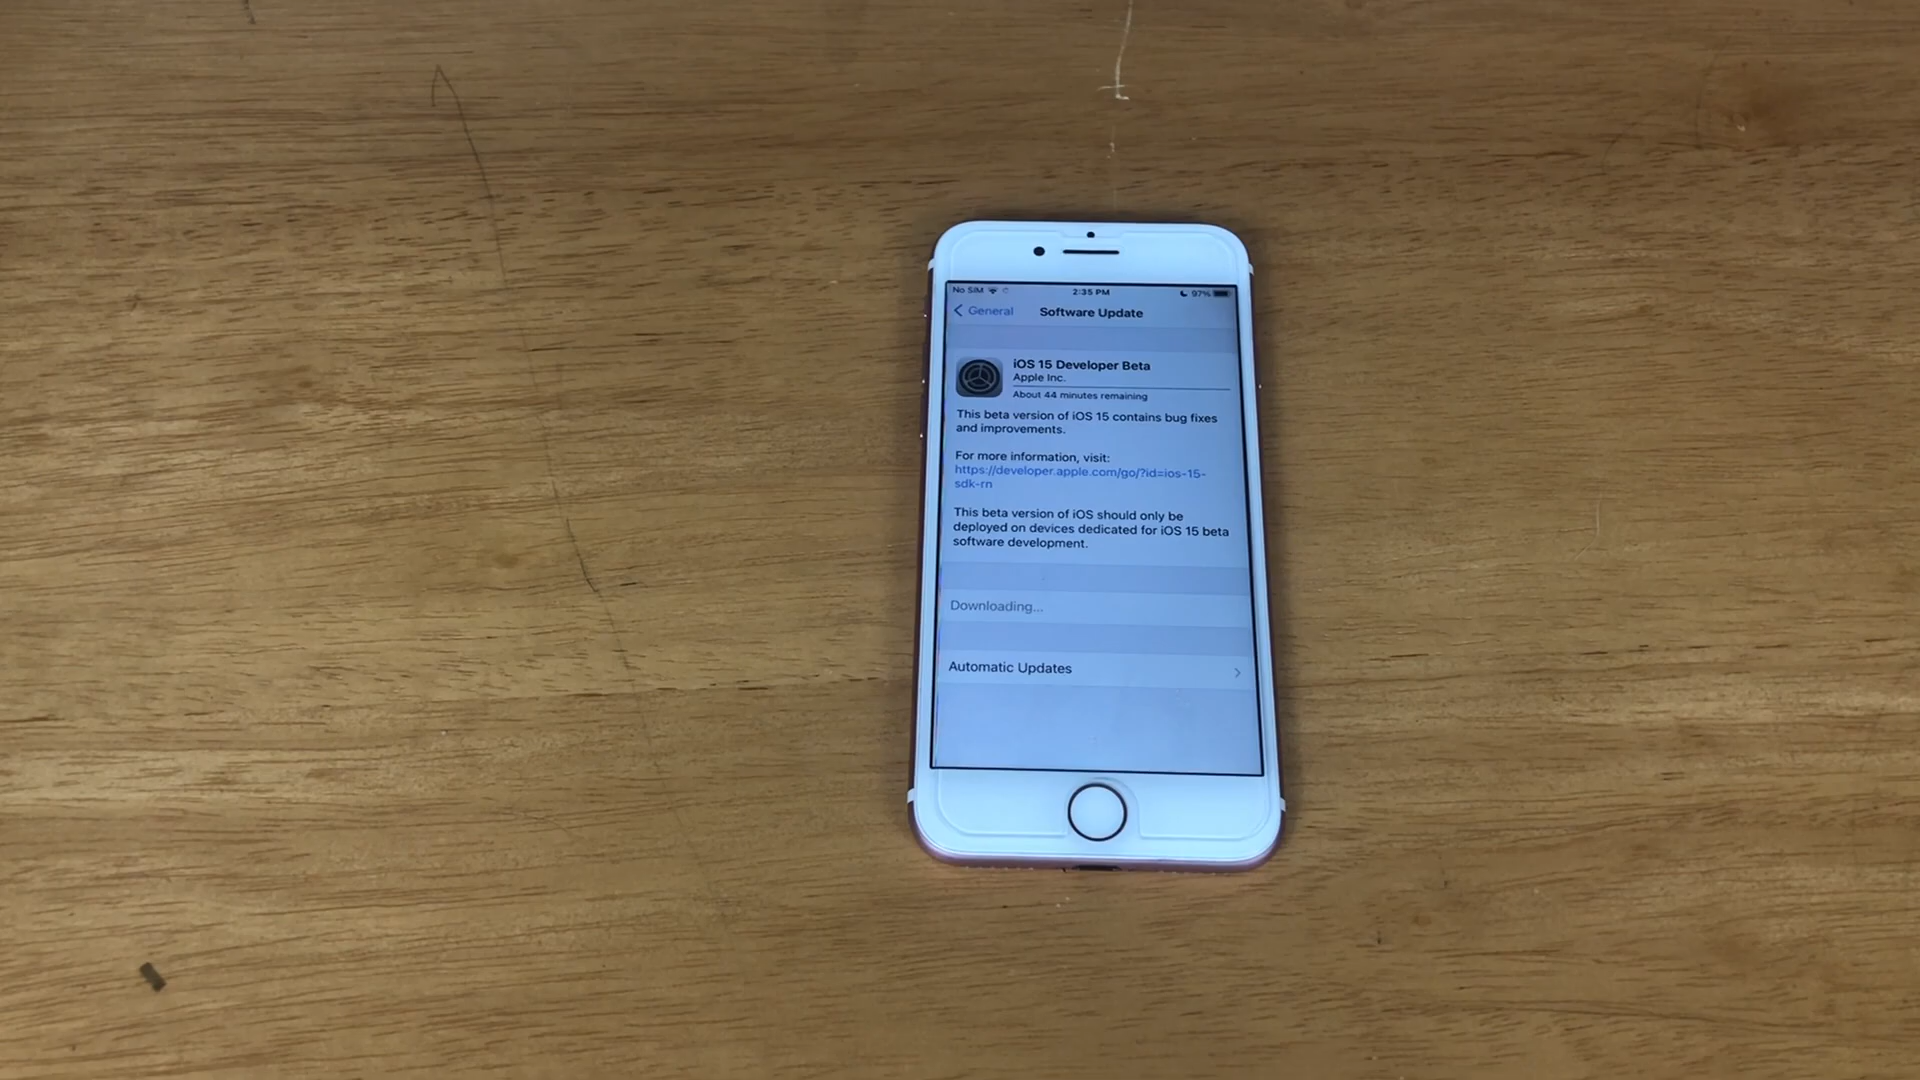 No SIM 2:35 PM 97%
General Software Update
iOS 15 Developer Beta
Apple Inc.
About 44 minutes remaining
This beta version of iOS 15 contains bug fixes
and improvements.
For more information, visit:
https://developer.apple.com/go/?id=ios-15-
sdk-rn
This beta version of iOS should only be
deployed on devices dedicated for iOS 15 beta
software development.
Downloading...
Automatic Updates